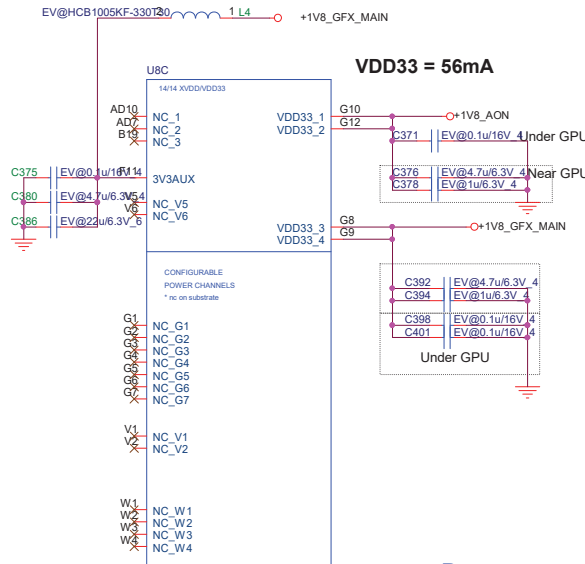 EV@HCB1005KF-330T30
2
1
L4
+1V8_GFX_MAIN
VDD33 = 56mA
U8C
14/14 XVDD/VDD33
AD10
NC_1
AD7
NC_2
B19
NC_3
VDD33_1
G10
+1V8_AON
VDD33_2
G12
C371
EV@0.1u/16V_4
Under GPU
C375
EV@0.1u/16V_4
F11
3V3AUX
C376
EV@4.7u/6.3V_4
Near GPU
C378
EV@1u/6.3V_4
C380
EV@4.7u/6.3V_4
V5
NC_V5
V6
NC_V6
C386
EV@22u/6.3V_6
VDD33_3
G8
+1V8_GFX_MAIN
VDD33_4
G9
CONFIGURABLE
POWER CHANNELS
* nc on substrate
C392
EV@4.7u/6.3V_4
C394
EV@1u/6.3V_4
C398
EV@0.1u/16V_4
C401
EV@0.1u/16V_4
Under GPU
G1
NC_G1
G2
NC_G2
G3
NC_G3
G4
NC_G4
G5
NC_G5
G6
NC_G6
G7
NC_G7
V1
NC_V1
V2
NC_V2
W1
NC_W1
W2
NC_W2
W3
NC_W3
W4
NC_W4